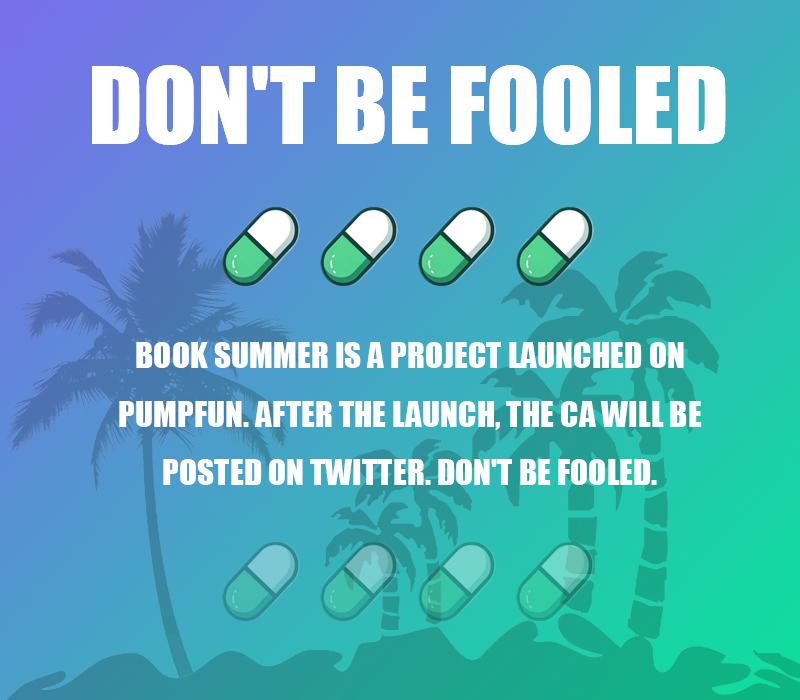 DON'T BE FOOLED
BOOK SUMMER IS A PROJECT LAUNCHED ON
PUMPFUN. AFTER THE LAUNCH, THE CA WILL BE
POSTED ON TWITTER. DON'T BE FOOLED.